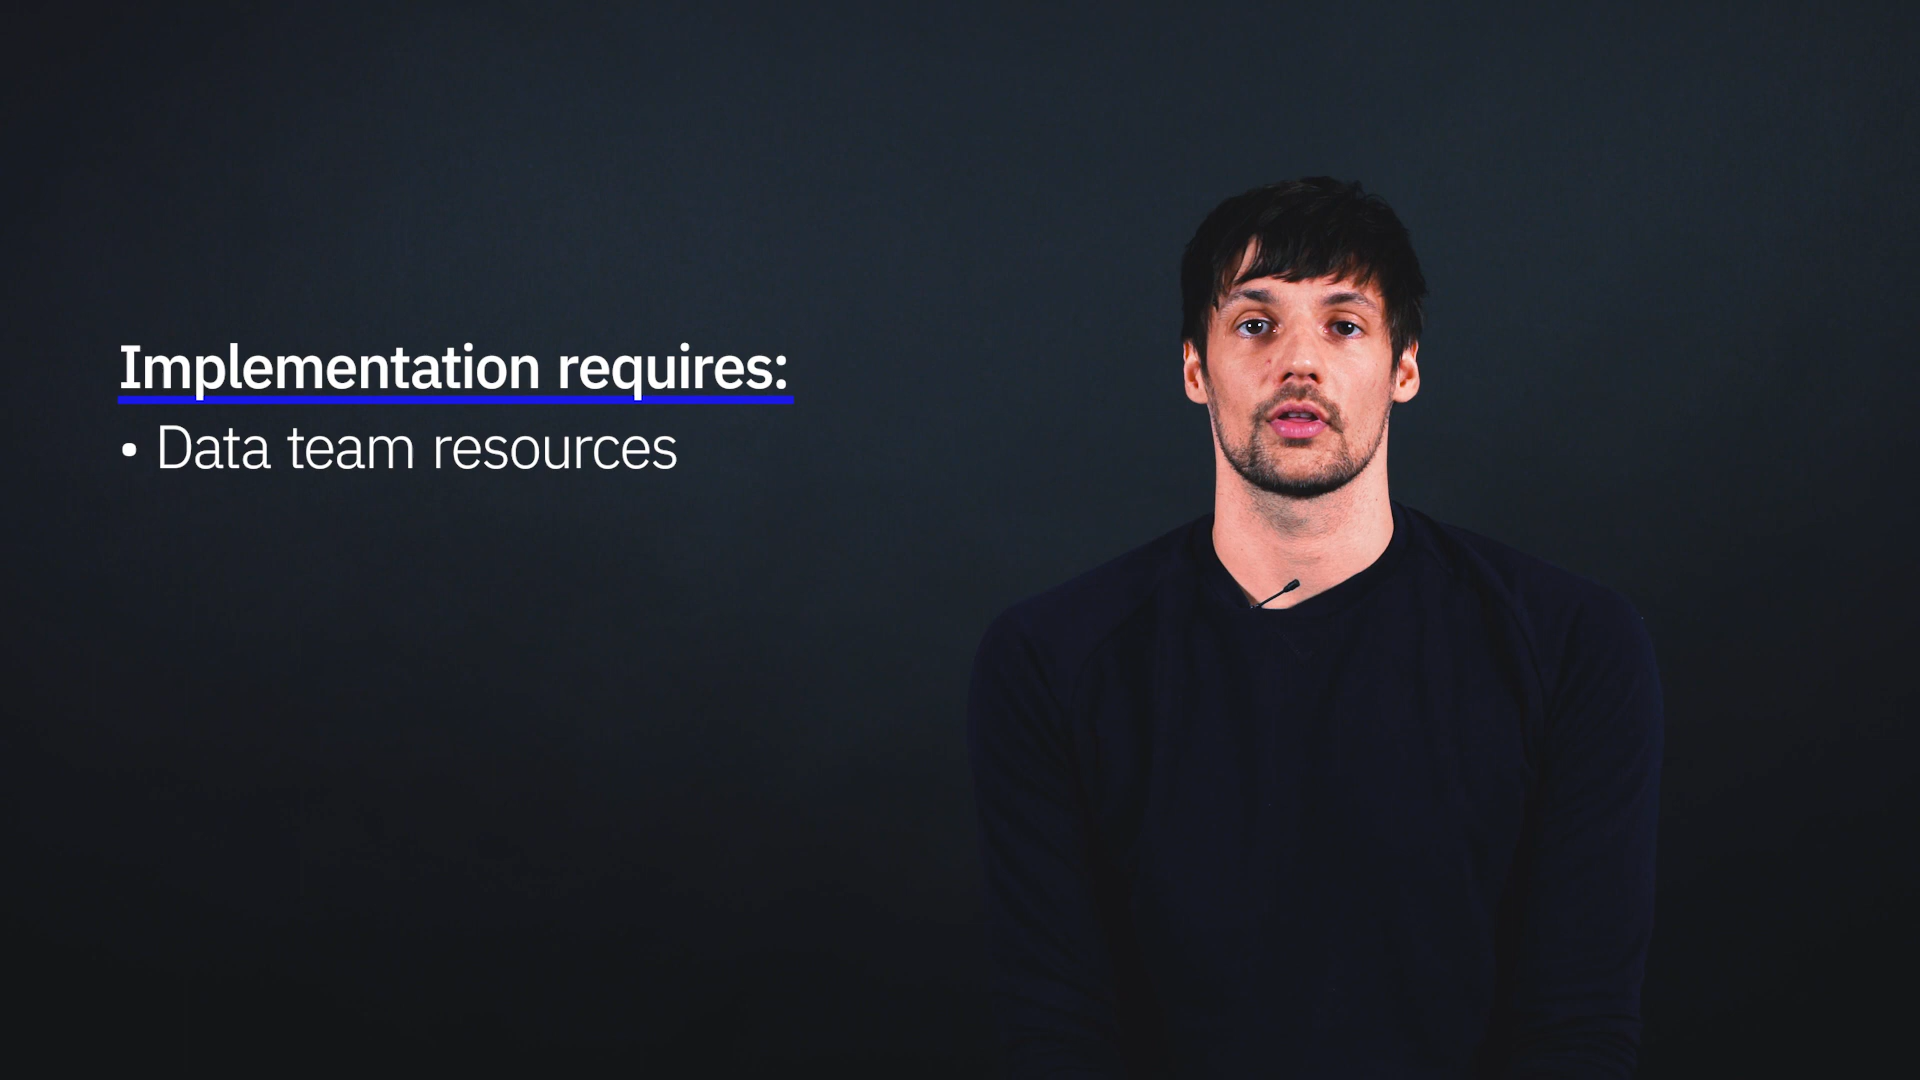 Implementation requires:
• Data team resources